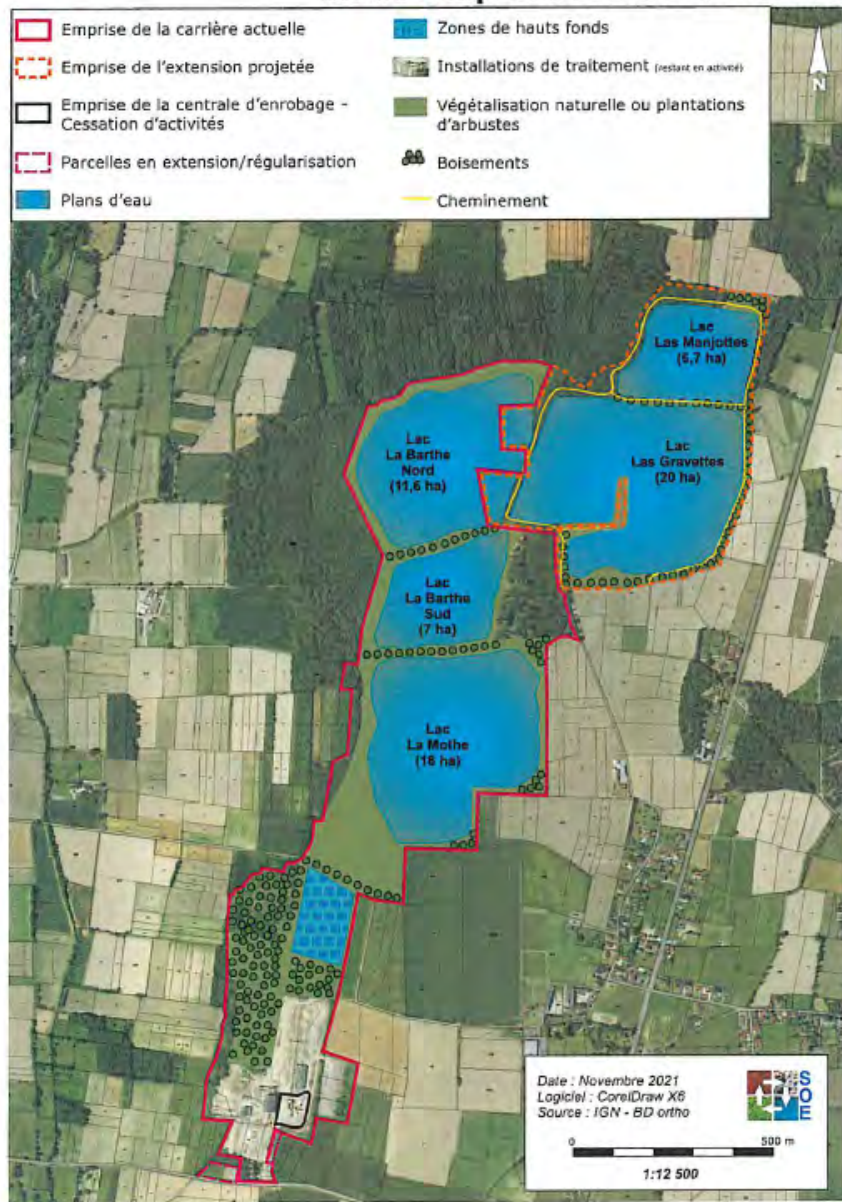 Emprise de la carrière actuelle
Emprise de l'extension projetée
Emprise de la centrale d'enrobage -
Cessation d'activités
Parcelles en extension/régularisation
Plans d'eau
Zones de hauts fonds
Installations de traitement (restant en activité)
Végétalisation naturelle ou plantations
d'arbustes
Boisements
Cheminement
N
Lac
Las Manjottes
(6,7 ha)
Lac
La Barthe
Nord
(11,6 ha)
Lac
Las Gravettes
(20 ha)
Lac
La Barthe
Sud
(7 ha)
Lac
La Mothe
(16 ha)
Date : Novembre 2021
Logiciel : CorelDraw X6
Source : IGN - BD ortho
SOE
0 500 m
1:12 500